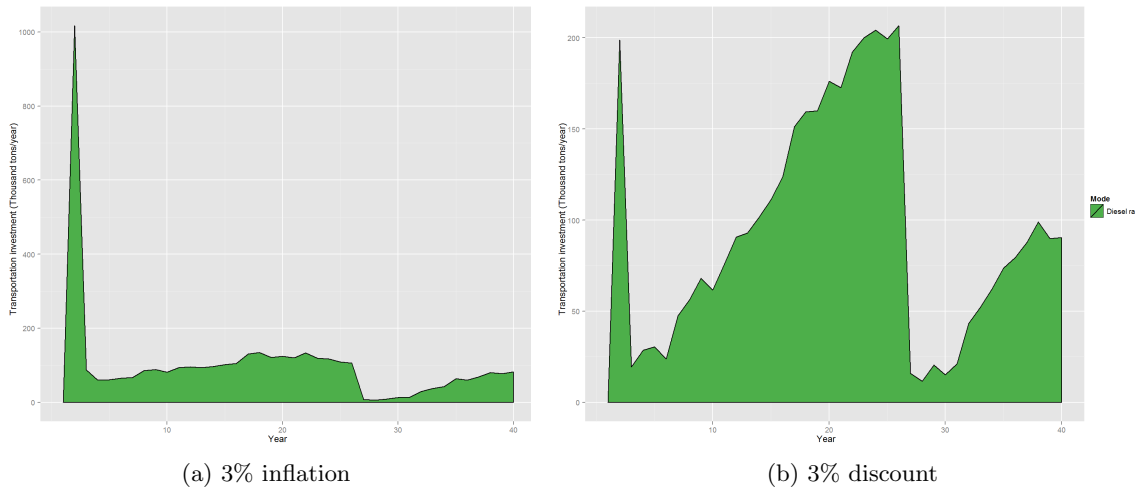 1000
800
600
400
200
0
Transportation investment (Thousand tons/year)
10
20
30
40
Year
(a) 3% inflation
200
150
100
50
0
Transportation investment (Thousand tons/year)
10
20
30
40
Year
(b) 3% discount
Mode
Diesel ra